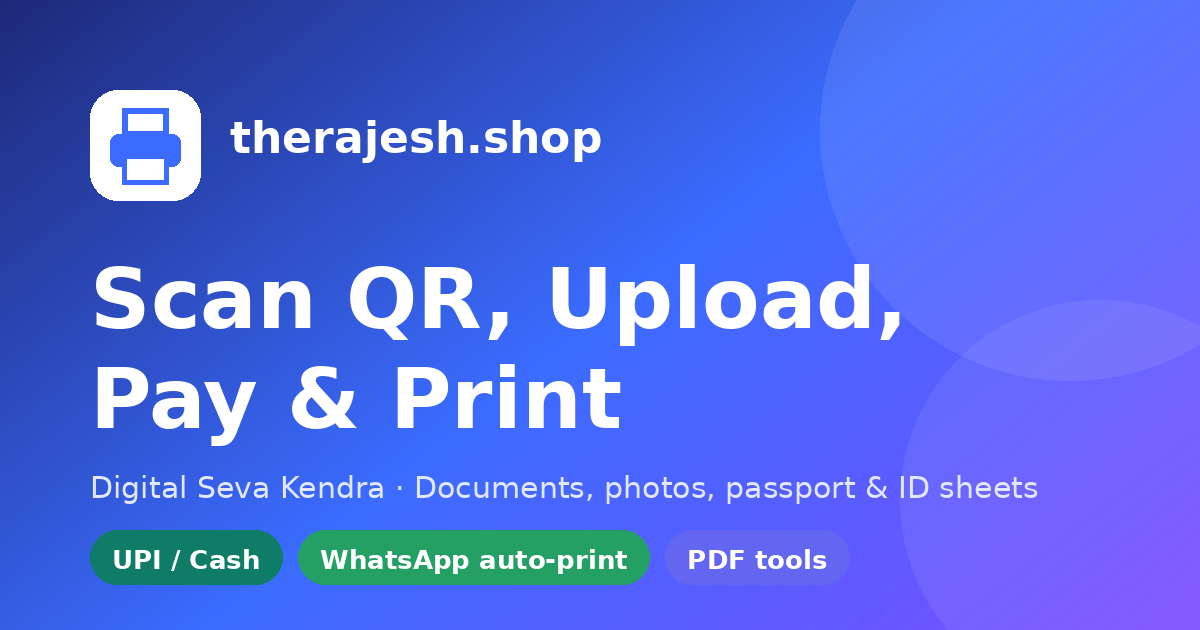 therajesh.shop
Scan QR, Upload,
Pay & Print
Digital Seva Kendra · Documents, photos, passport & ID sheets
UPI / Cash
WhatsApp auto-print
PDF tools